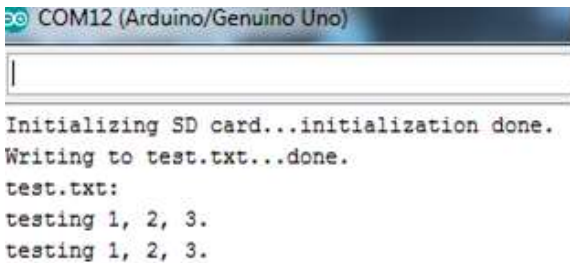 COM12 (Arduino/Genuino Uno)
Initializing SD card...initialization done.
Writing to test.txt...done.
test.txt:
testing 1, 2, 3.
testing 1, 2, 3.